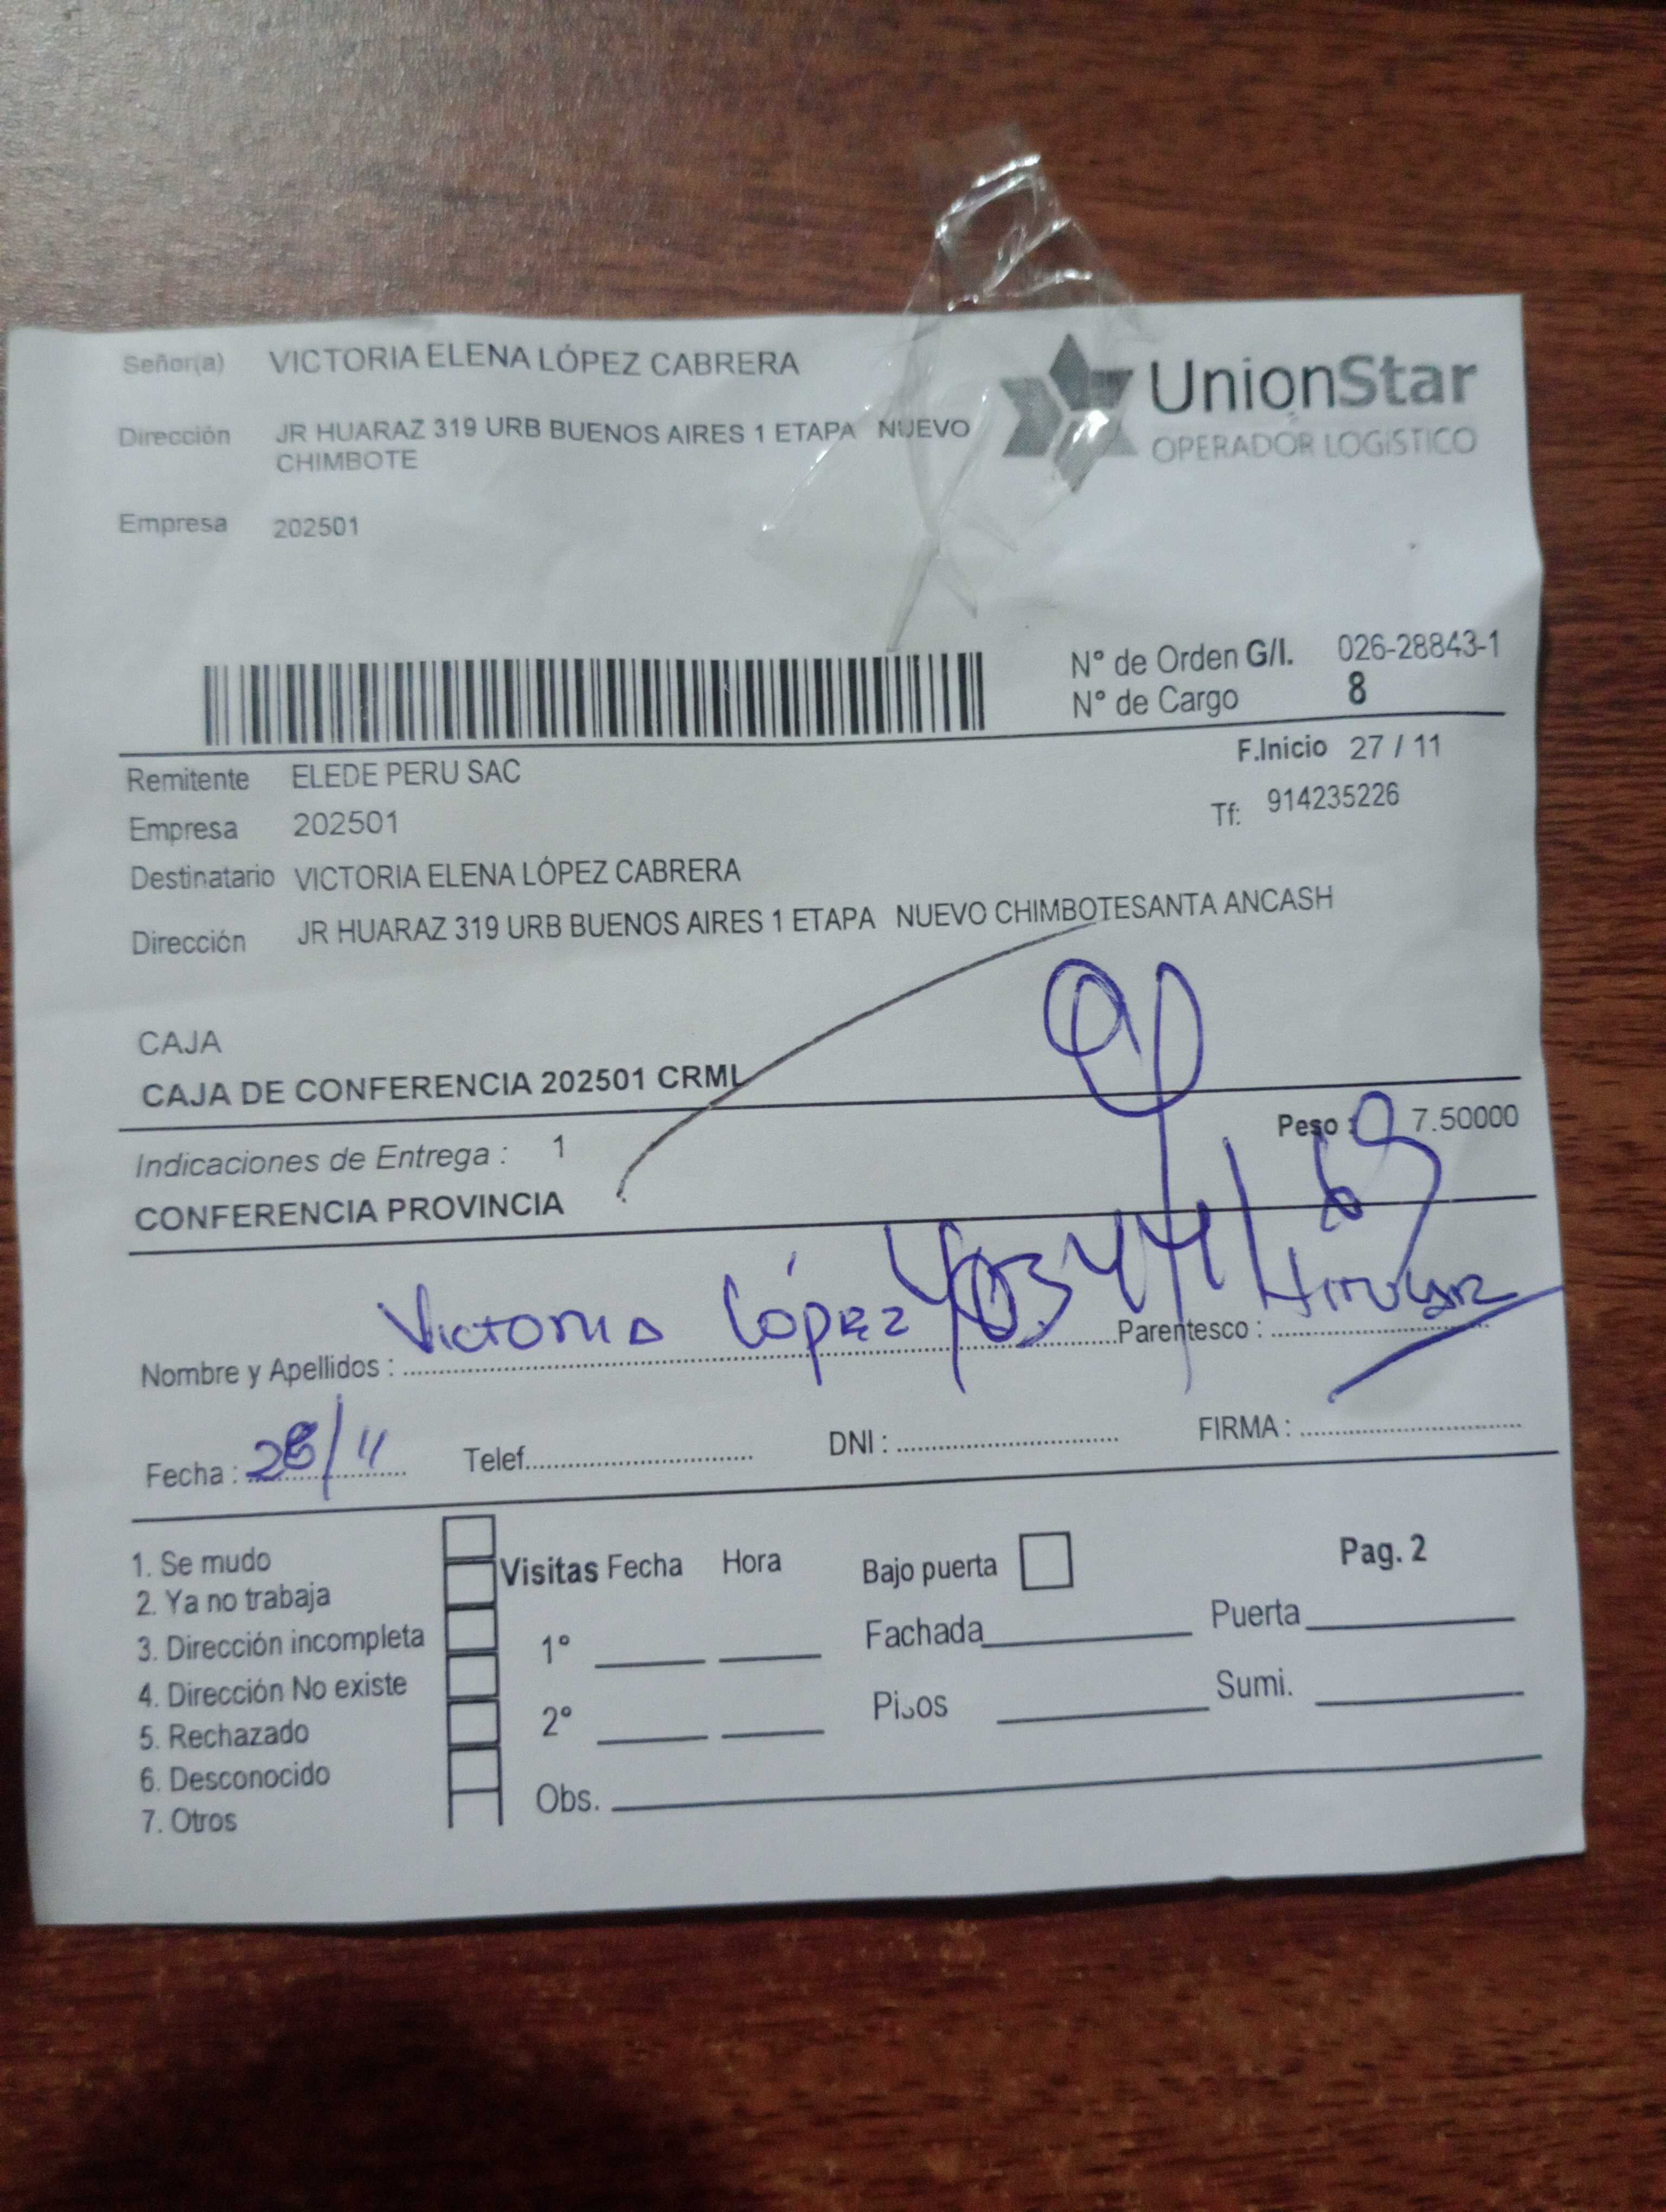 Señor(a) VICTORIA ELENA LÓPEZ CABRERA
UnionStar
OPERADOR LOGÍSTICO
Dirección JR HUARAZ 319 URB BUENOS AIRES 1 ETAPA NUEVO
CHIMBOTE
Empresa 202501
N° de Orden G/I. 026-28843-1
N° de Cargo 8
F.Inicio 27 / 11
Remitente ELEDE PERU SAC
Empresa 202501
Tf: 914235226
Destinatario VICTORIA ELENA LÓPEZ CABRERA
Dirección JR HUARAZ 319 URB BUENOS AIRES 1 ETAPA NUEVO CHIMBOTESANTA ANCASH
CAJA
CAJA DE CONFERENCIA 202501 CRML
Indicaciones de Entrega : 1
Peso : 7.50000
CONFERENCIA PROVINCIA
Nombre y Apellidos : Victoria López Parentesco : titular
Fecha : 28/11 Telef. DNI : FIRMA :
1. Se mudo
2. Ya no trabaja
3. Dirección incompleta
4. Dirección No existe
5. Rechazado
6. Desconocido
7. Otros
Visitas Fecha Hora
1°
2°
Obs.
Bajo puerta
Pag. 2
Fachada Puerta
Pisos Sumi.